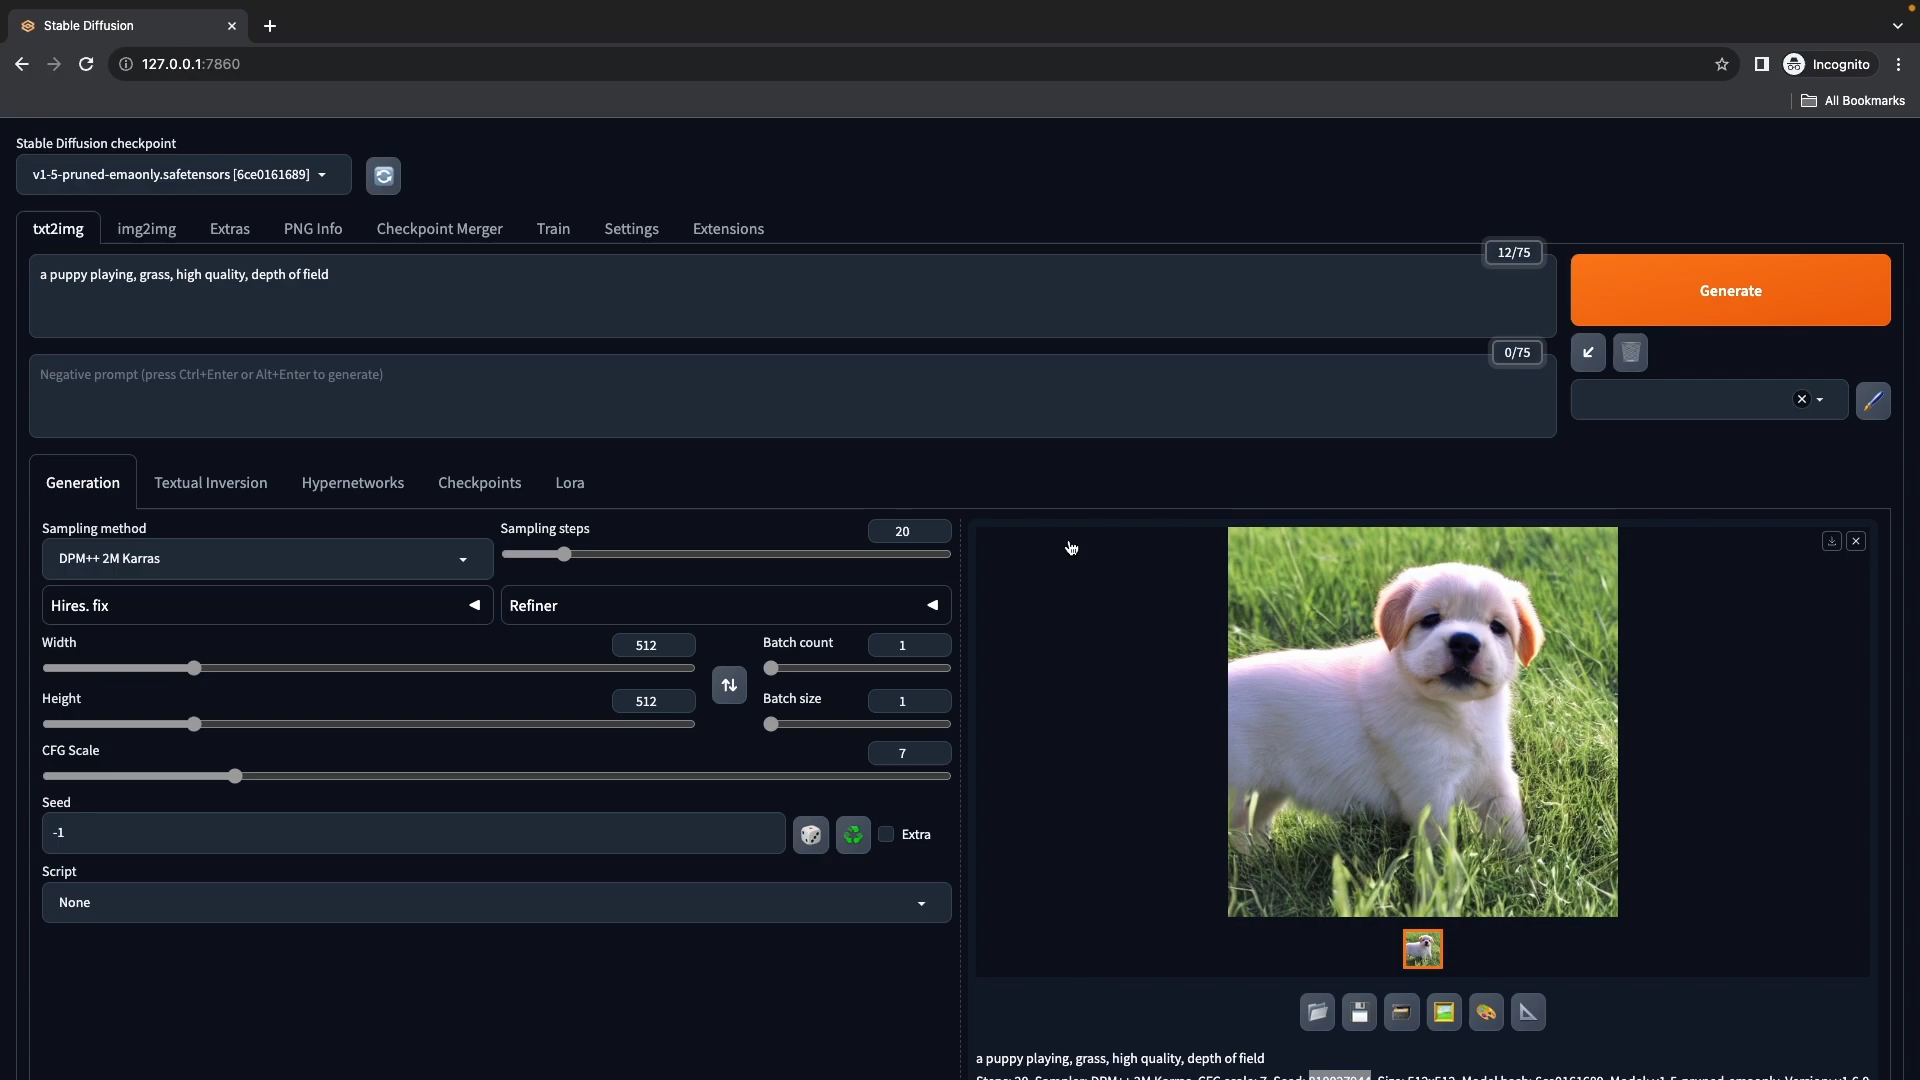 Stable Diffusion
127.0.0.1:7860
Incognito
All Bookmarks
Stable Diffusion checkpoint
v1-5-pruned-emaonly.safetensors [6ce0161689]
txt2img img2img Extras PNG Info Checkpoint Merger Train Settings Extensions
12/75
a puppy playing, grass, high quality, depth of field
Generate
0/75
Negative prompt (press Ctrl+Enter or Alt+Enter to generate)
Generation Textual Inversion Hypernetworks Checkpoints Lora
Sampling method
DPM++ 2M Karras
Sampling steps
20
Hires. fix
Refiner
Width
512
Batch count
1
Height
512
Batch size
1
CFG Scale
7
Seed
-1
Extra
Script
None
a puppy playing, grass, high quality, depth of field